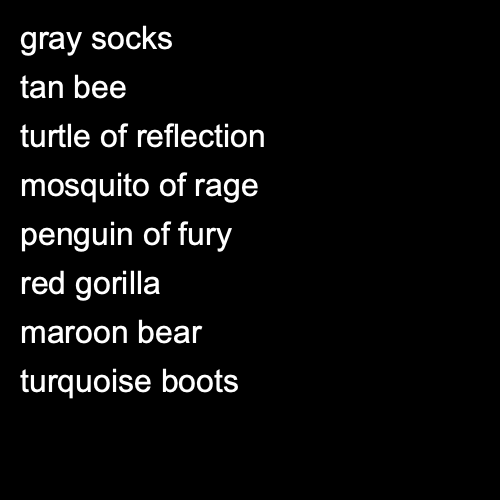 gray socks
tan bee
turtle of reflection
mosquito of rage
penguin of fury
red gorilla
maroon bear
turquoise boots